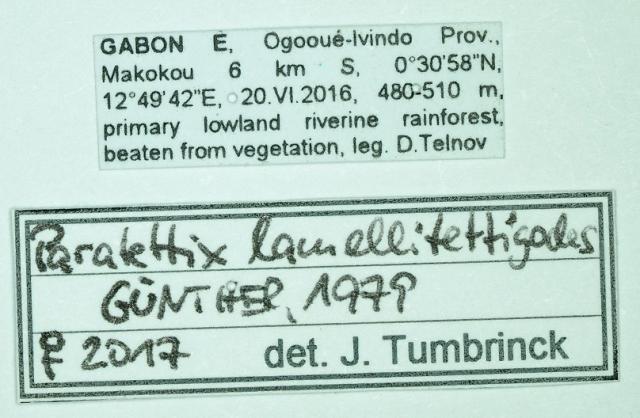 GABON E, Ogooué-Ivindo Prov.,
Makokou 6 km S, 0°30'58"N,
12°49'42"E, 20.VI.2016, 480-510 m,
primary lowland riverine rainforest,
beaten from vegetation, leg. D.Telnov
Paratettix lamellitettigodes
GÜNTHER, 1979
♀ 2017 det. J. Tumbrinck